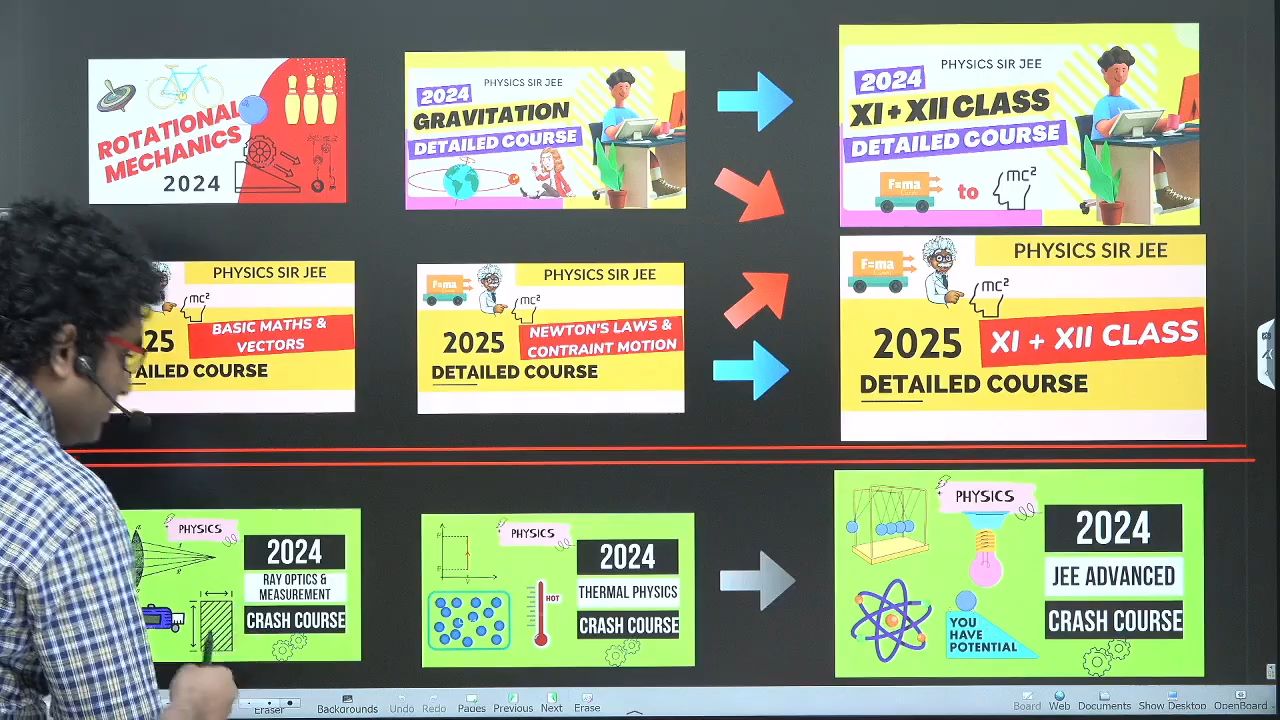 ROTATIONAL
MECHANICS
2024
PHYSICS SIR JEE
2024
GRAVITATION
DETAILED COURSE
PHYSICS SIR JEE
2024
XI + XII CLASS
DETAILED COURSE
F=ma
to
mc²
PHYSICS SIR JEE
mc²
25
BASIC MATHS &
VECTORS
AILED COURSE
PHYSICS SIR JEE
F=ma
mc²
2025
NEWTON'S LAWS &
CONTRAINT MOTION
DETAILED COURSE
PHYSICS SIR JEE
F=ma
mc²
2025
XI + XII CLASS
DETAILED COURSE
PHYSICS
2024
RAY OPTICS &
MEASUREMENT
CRASH COURSE
PHYSICS
2024
THERMAL PHYSICS
HOT
CRASH COURSE
PHYSICS
2024
JEE ADVANCED
CRASH COURSE
YOU
HAVE
POTENTIAL
Eraser
Backgrounds
Undo
Redo
Pages
Previous
Next
Erase
Board
Web
Documents
Show Desktop
OpenBoard